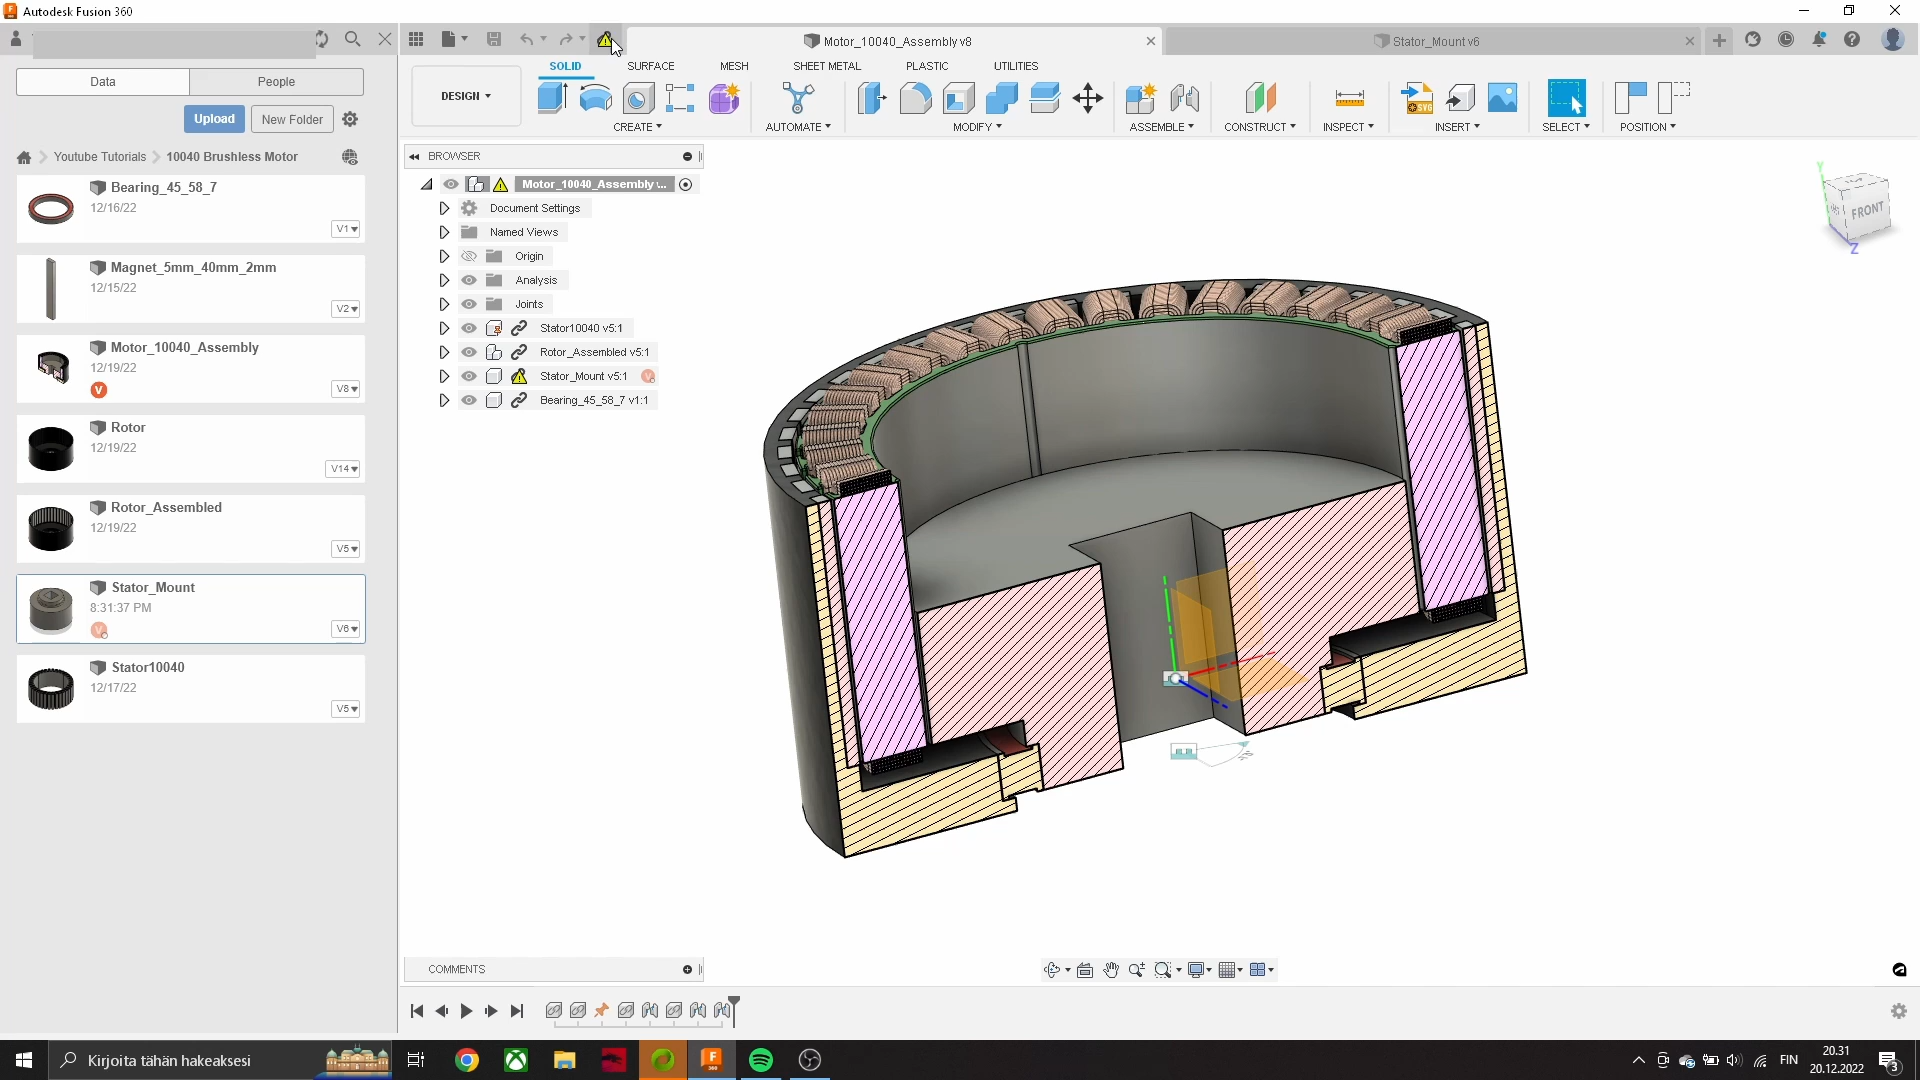 Autodesk Fusion 360
Motor_10040_Assembly v8
Stator_Mount v6
Data
People
Upload
New Folder
Youtube Tutorials
10040 Brushless Motor
Bearing_45_58_7
12/16/22
V1
Magnet_5mm_40mm_2mm
12/15/22
V2
Motor_10040_Assembly
12/19/22
V
V8
Rotor
12/19/22
V14
Rotor_Assembled
12/19/22
V5
Stator_Mount
8:31:37 PM
V
V6
Stator10040
12/17/22
V5
SOLID
SURFACE
MESH
SHEET METAL
PLASTIC
UTILITIES
DESIGN
CREATE
AUTOMATE
MODIFY
ASSEMBLE
CONSTRUCT
INSPECT
INSERT
SELECT
POSITION
SVG
BROWSER
Motor_10040_Assembly ...
Document Settings
Named Views
Origin
Analysis
Joints
Stator10040 v5:1
Rotor_Assembled v5:1
Stator_Mount v5:1
Bearing_45_58_7 v1:1
Y
FRONT
Z
COMMENTS
Kirjoita tähän hakeaksesi
F
360
FIN
20.31
20.12.2022
3